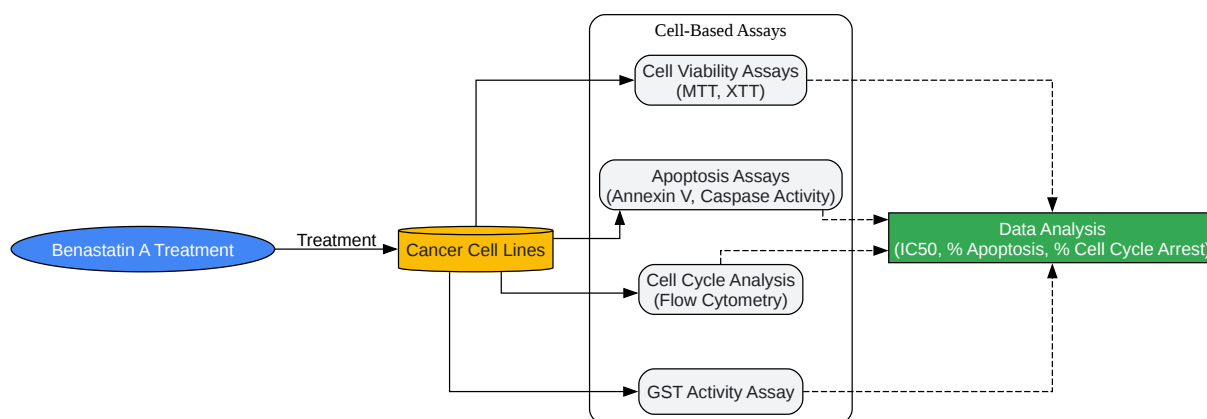 Cell-Based Assays
Cell Viability Assays
(MTT, XTT)
Apoptosis Assays
(Annexin V, Caspase Activity)
Benastatin A Treatment
Treatment
Cancer Cell Lines
Data Analysis
(IC50, % Apoptosis, % Cell Cycle Arrest)
Cell Cycle Analysis
(Flow Cytometry)
GST Activity Assay